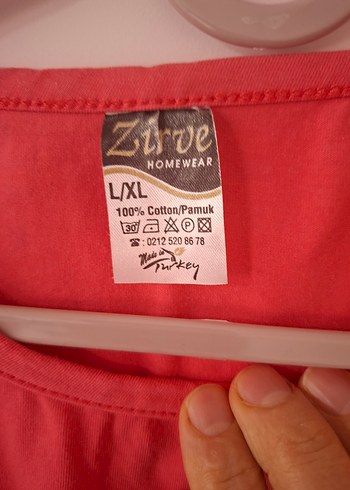 Zirve
HOMEWEAR
L/XL
100% Cotton/Pamuk
30 P
☎ : 0212 520 86 78
Made in
Turkey